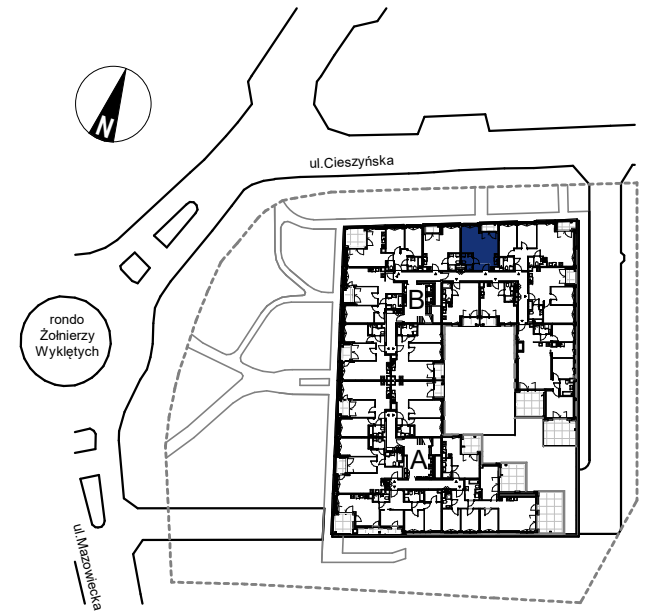 N
ul.Cieszyńska
rondo
Żołnierzy
Wyklętych
B
A
ul.Mazowiecka